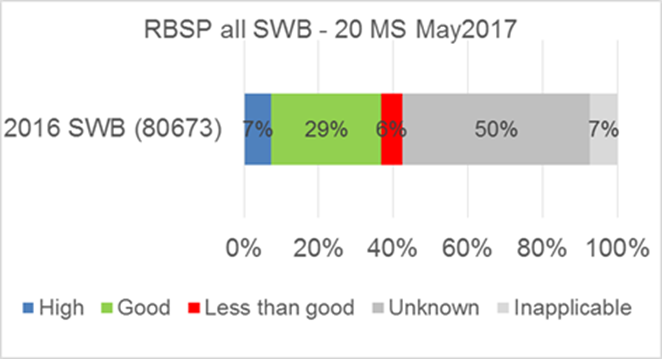 RBSP all SWB - 20 MS May2017
2016 SWB (80673)
7% 29% 6% 50% 7%
0% 20% 40% 60% 80% 100%
High Good Less than good Unknown Inapplicable